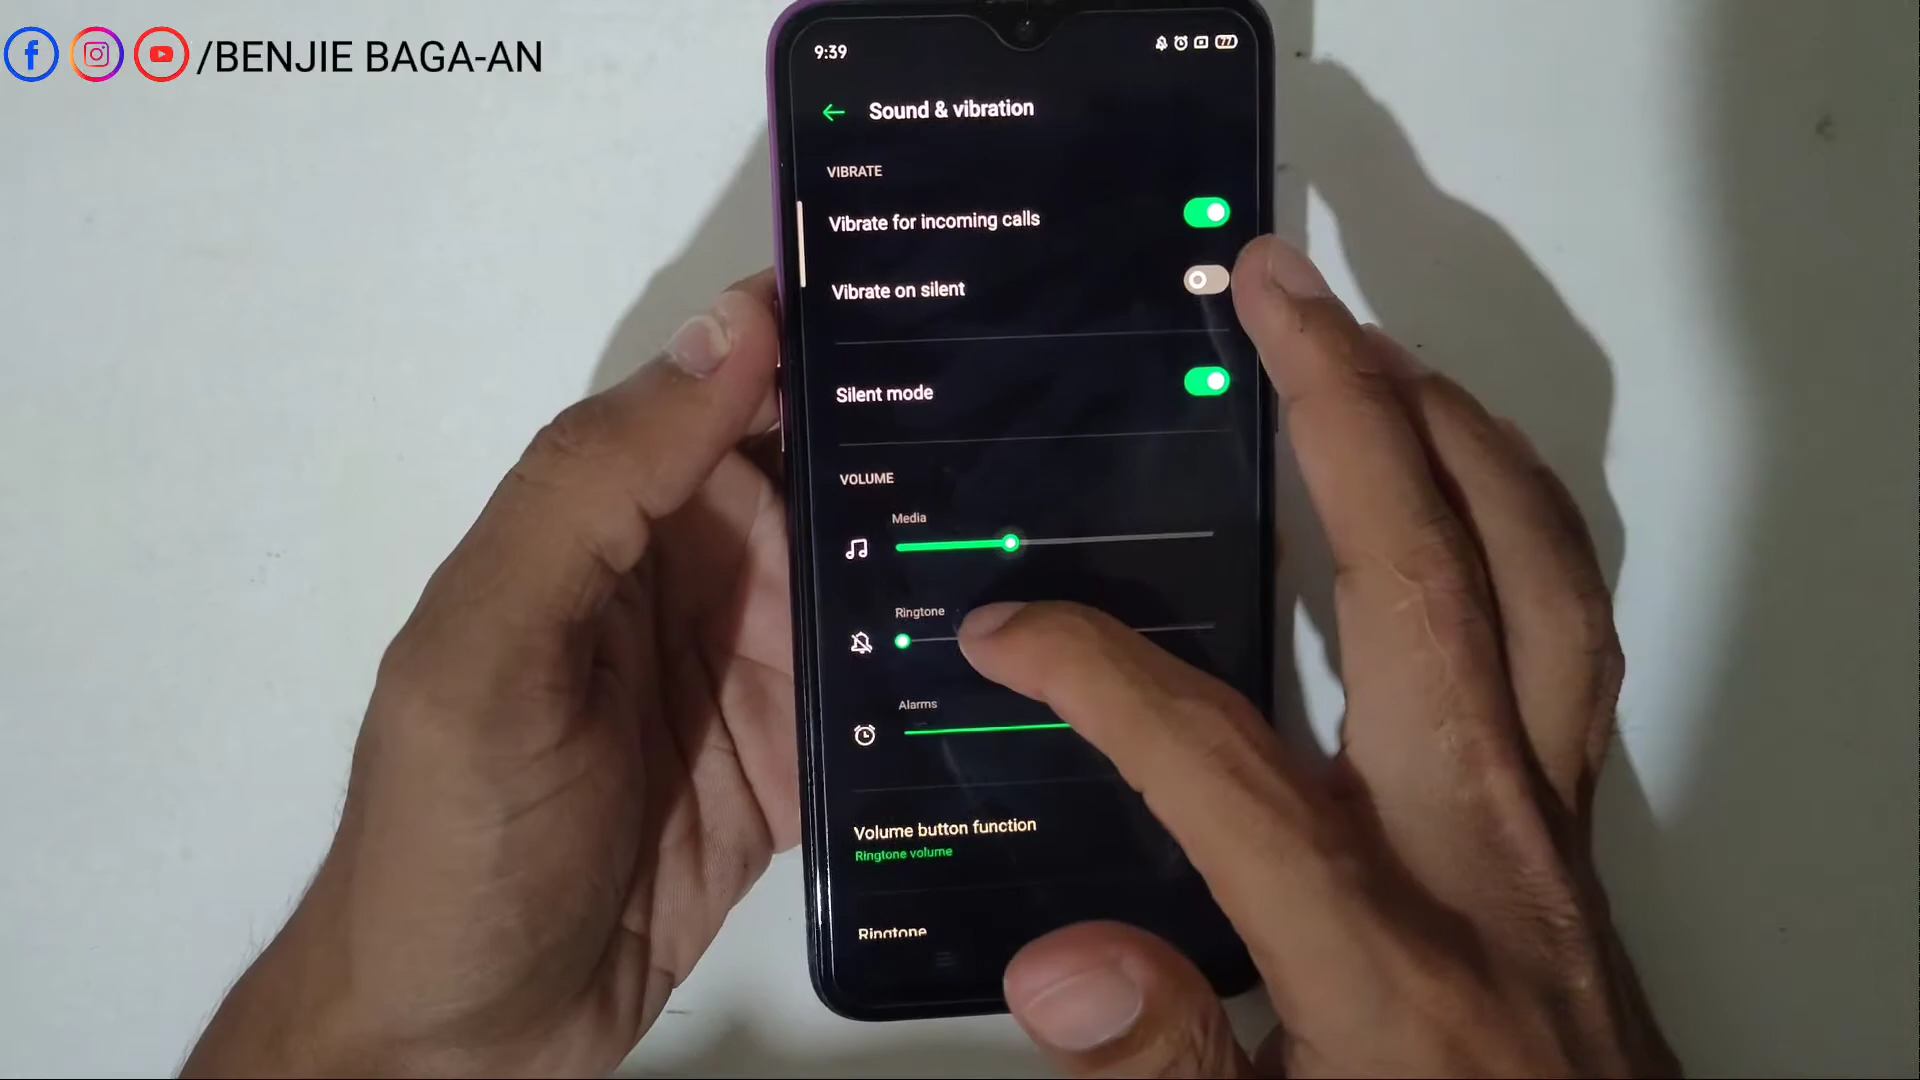 /BENJIE BAGA-AN
9:39
77
Sound & vibration
VIBRATE
Vibrate for incoming calls
Vibrate on silent
Silent mode
VOLUME
Media
Ringtone
Alarms
Volume button function
Ringtone volume
Ringtone